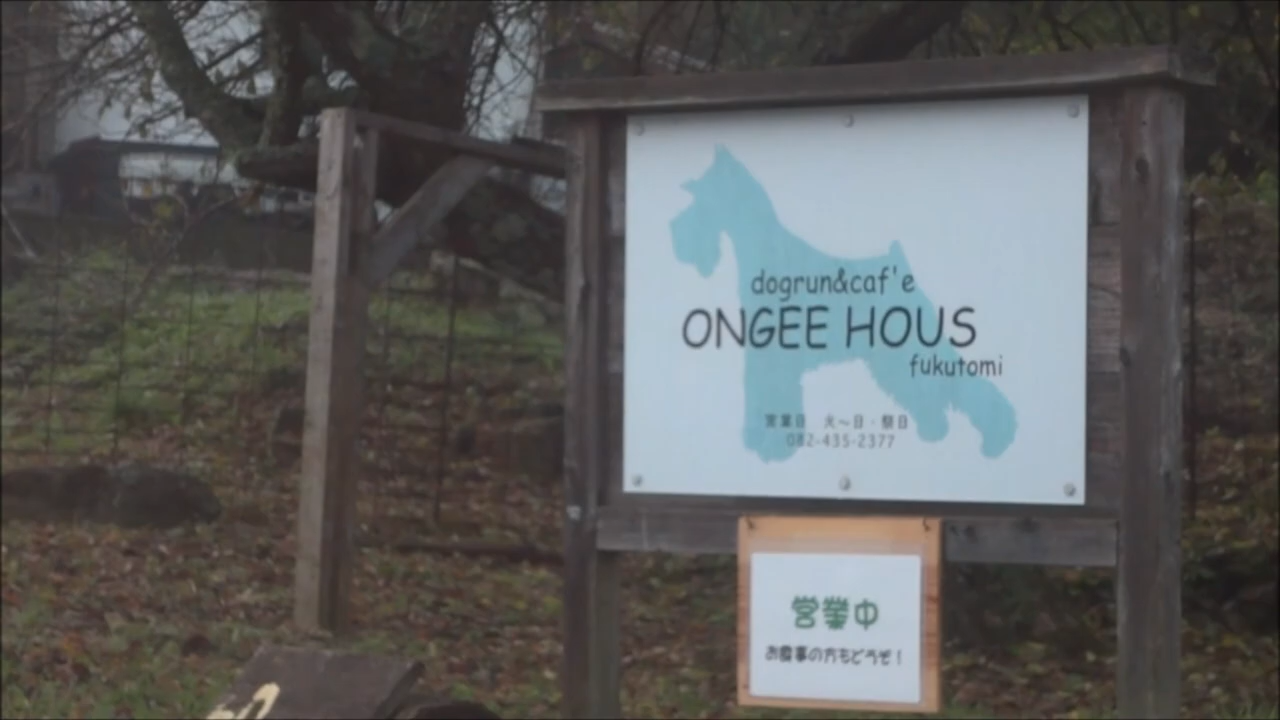 dogrun&caf'e
ONGEE HOUS
fukutomi
営業日 火～日・祭日
082-435-2377
営業中
お食事の方もどうぞ！